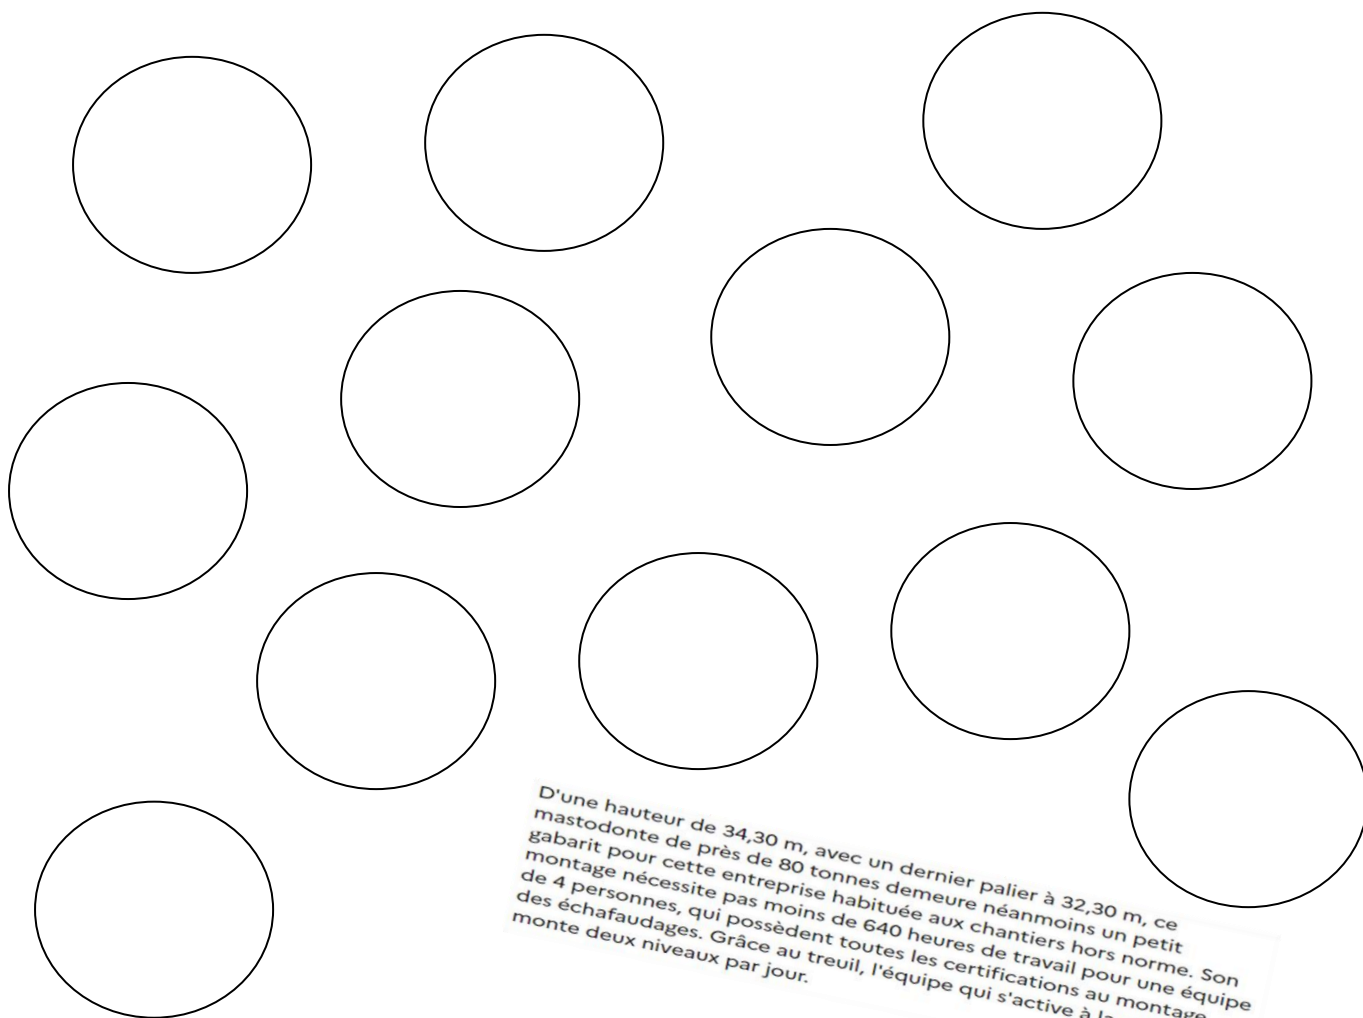 D'une hauteur de 34,30 m, avec un dernier palier à 32,30 m, ce
mastodonte de près de 80 tonnes demeure néanmoins un petit
gabarit pour cette entreprise habituée aux chantiers hors norme. Son
montage nécessite pas moins de 640 heures de travail pour une équipe
de 4 personnes, qui possèdent toutes les certifications au montage
des échafaudages. Grâce au treuil, l'équipe qui s'active à
monte deux niveaux par jour.